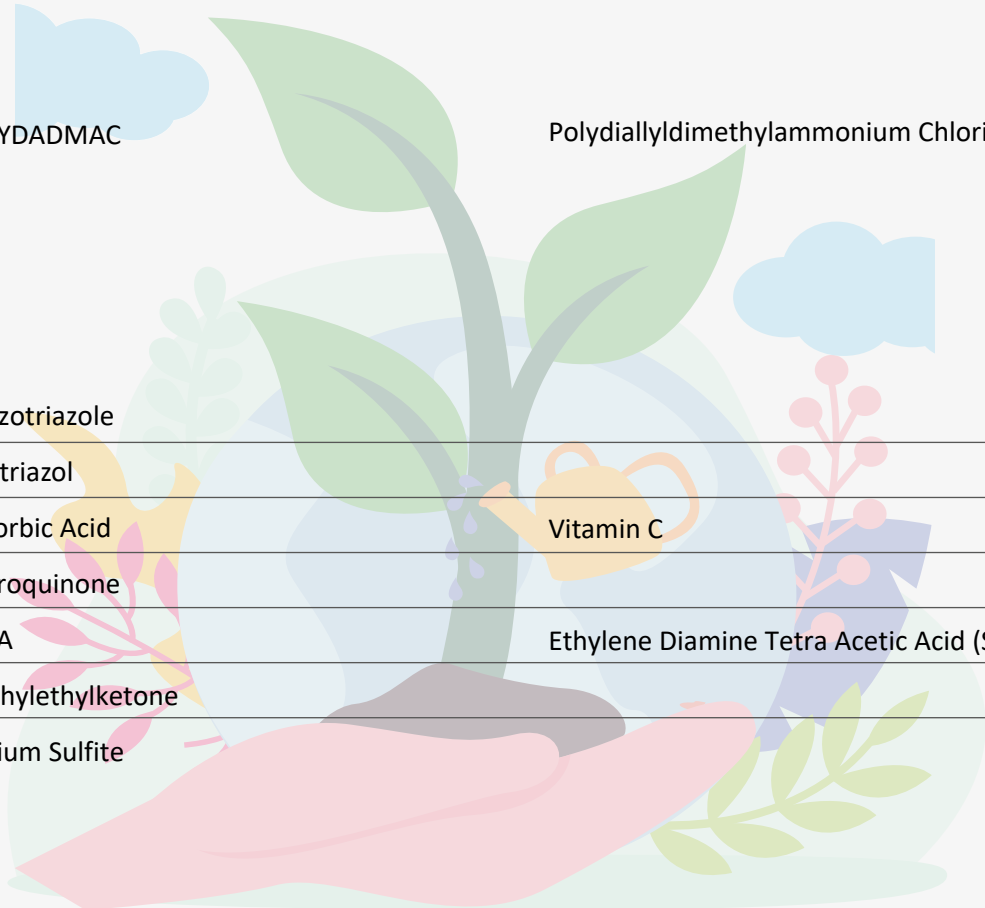 YDADMAC Polydiallyldimethylammonium Chlori
zotriazole
triazol
orbic Acid Vitamin C
roquinone
A Ethylene Diamine Tetra Acetic Acid (S
hylethylketone
ium Sulfite